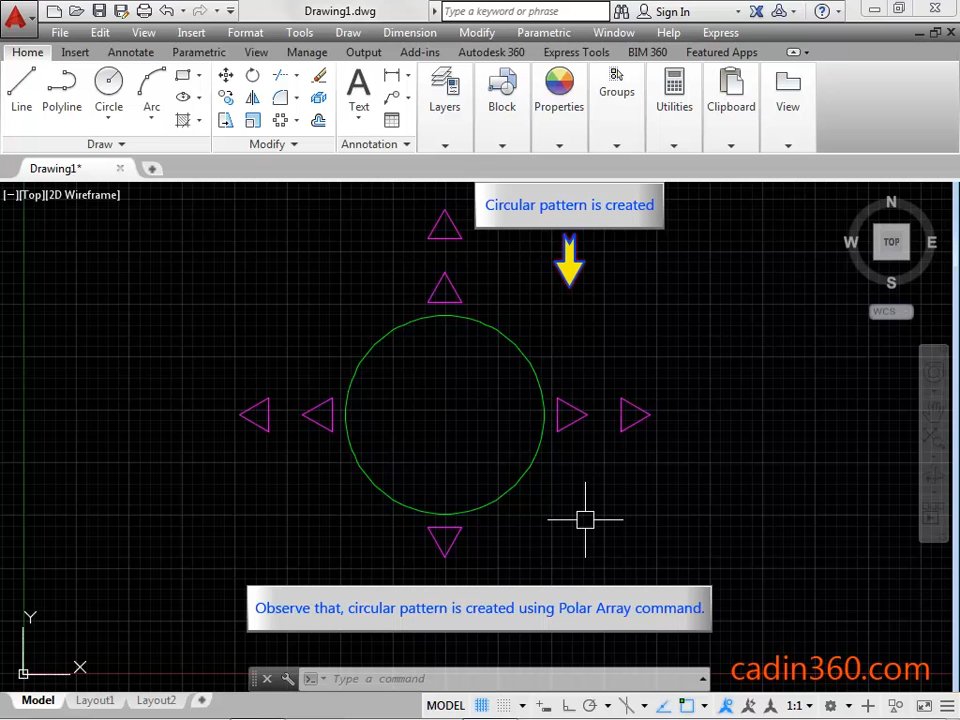 Drawing1.dwg
Type a keyword or phrase
Sign In
File Edit View Insert Format Tools Draw Dimension Modify Parametric Window Help Express
Home Insert Annotate Parametric View Manage Output Add-ins Autodesk 360 Express Tools BIM 360 Featured Apps
Line Polyline Circle Arc Text Layers Block Properties Groups Utilities Clipboard View
Draw Modify Annotation
Drawing1*
[−][Top][2D Wireframe]
Circular pattern is created
N
W TOP E
S
WCS
Observe that, circular pattern is created using Polar Array command.
Y
X
Type a command
cadin360.com
Model Layout1 Layout2 MODEL 1:1